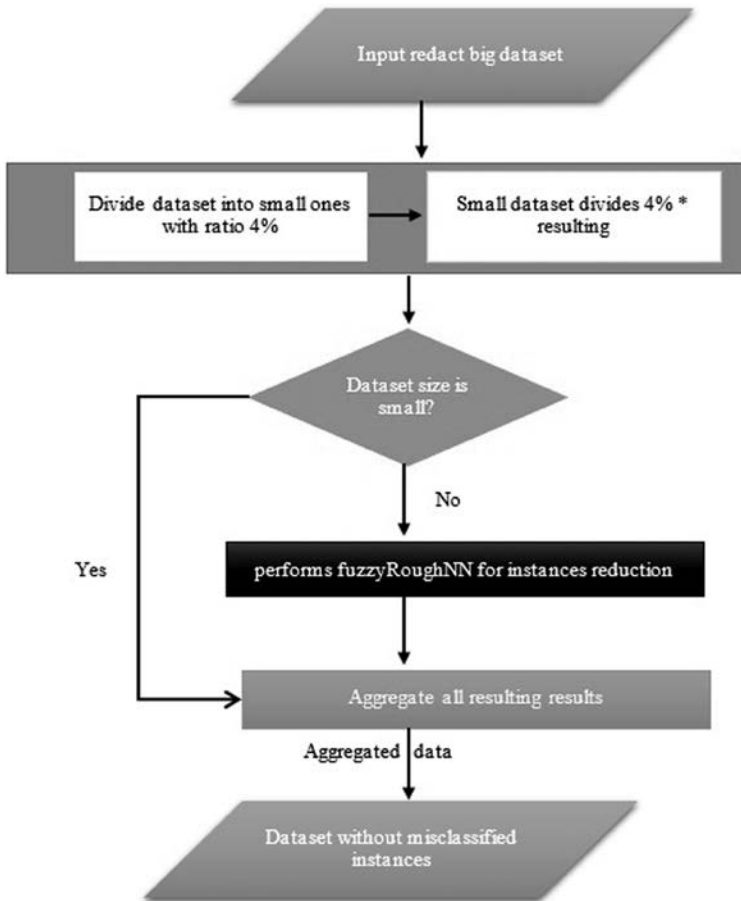 Input redact big dataset
Divide dataset into small ones
with ratio 4%
Small dataset divides 4% *
resulting
Dataset size is
small?
No
Yes
performs fuzzyRoughNN for instances reduction
Aggregate all resulting results
Aggregated data
Dataset without misclassified
instances